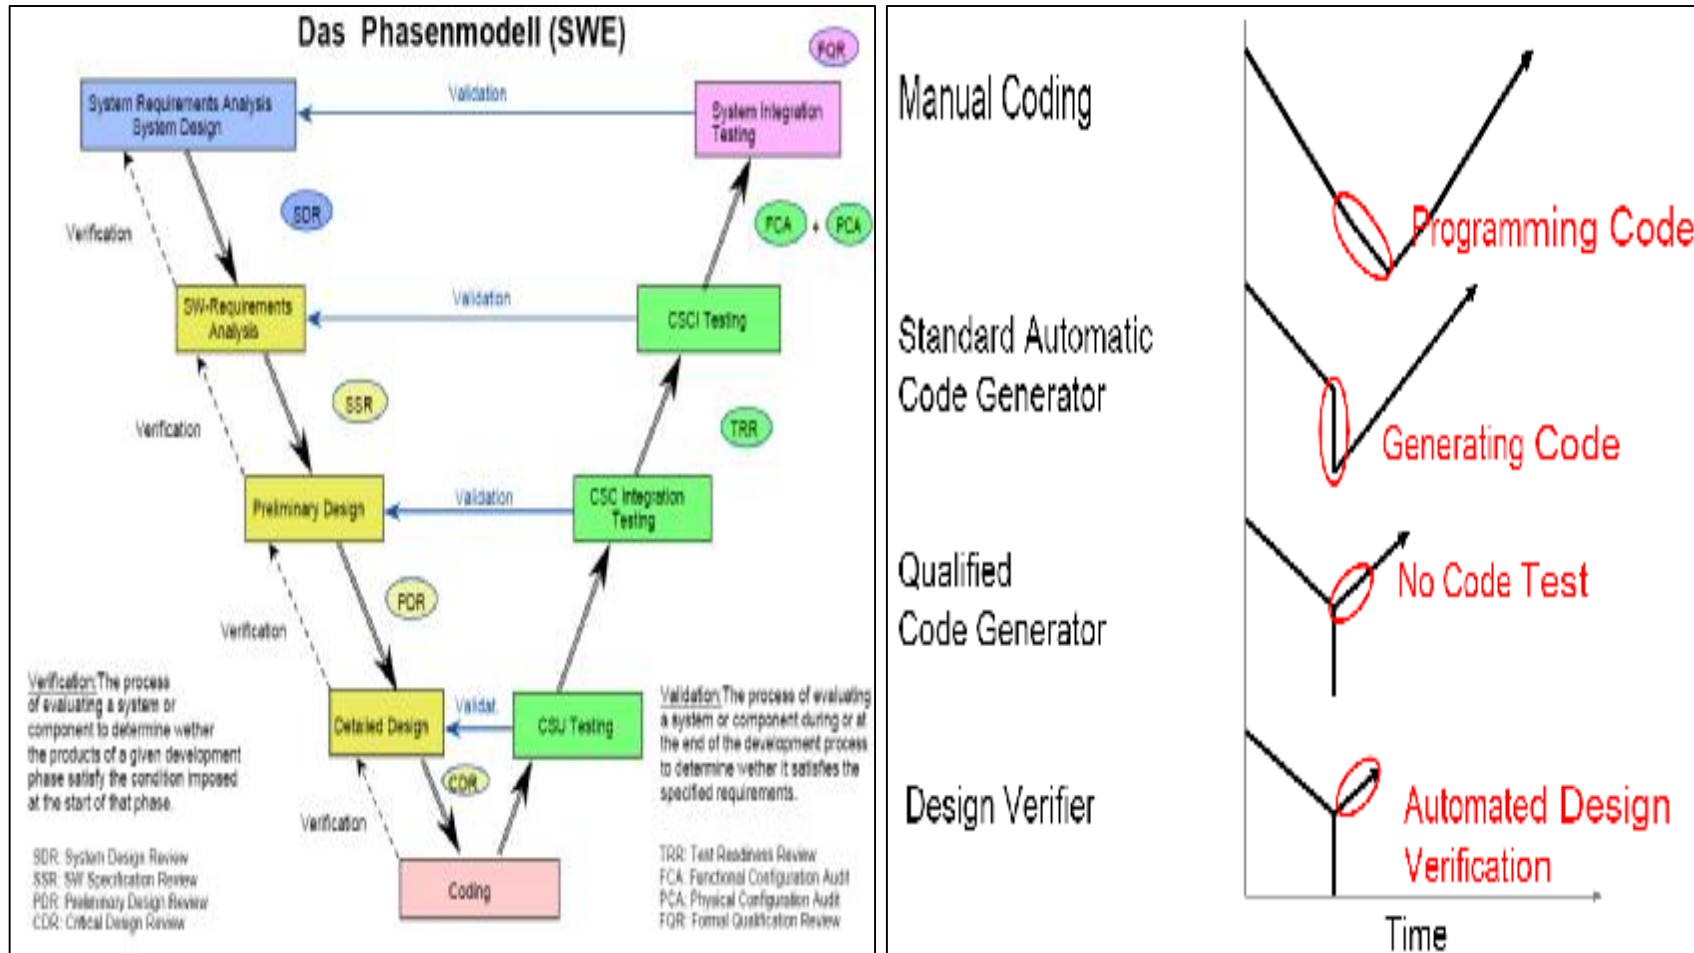 Das Phasenmodell (SWE)
FQR
System Requirements Analysis
System Design
Validation
System Integration
Testing
SDR
FCA + PCA
Verification
SW-Requirements
Analysis
Validation
CSCI Testing
SSR
TRR
Verification
Preliminary Design
Validation
CSC Integration
Testing
PDR
Verification
Detailed Design
Validat.
CSU Testing
CDR
Verification
Coding
Verification: The process
of evaluating a system or
component to determine wether
the products of a given development
phase satisfy the condition imposed
at the start of that phase.
SDR: System Design Review
SSR: SW Specification Review
PDR: Preliminary Design Review
CDR: Critical Design Review
Validation: The process of evaluating
a system or component during or at
the end of the development process
to determine wether it satisfies the
specified requirements.
TRR: Test Readiness Review
FCA: Functional Configuration Audit
PCA: Physical Configuration Audit
FQR: Formal Qualification Review
Manual Coding
Programming Code
Standard Automatic
Code Generator
Generating Code
Qualified
Code Generator
No Code Test
Design Verifier
Automated Design
Verification
Time